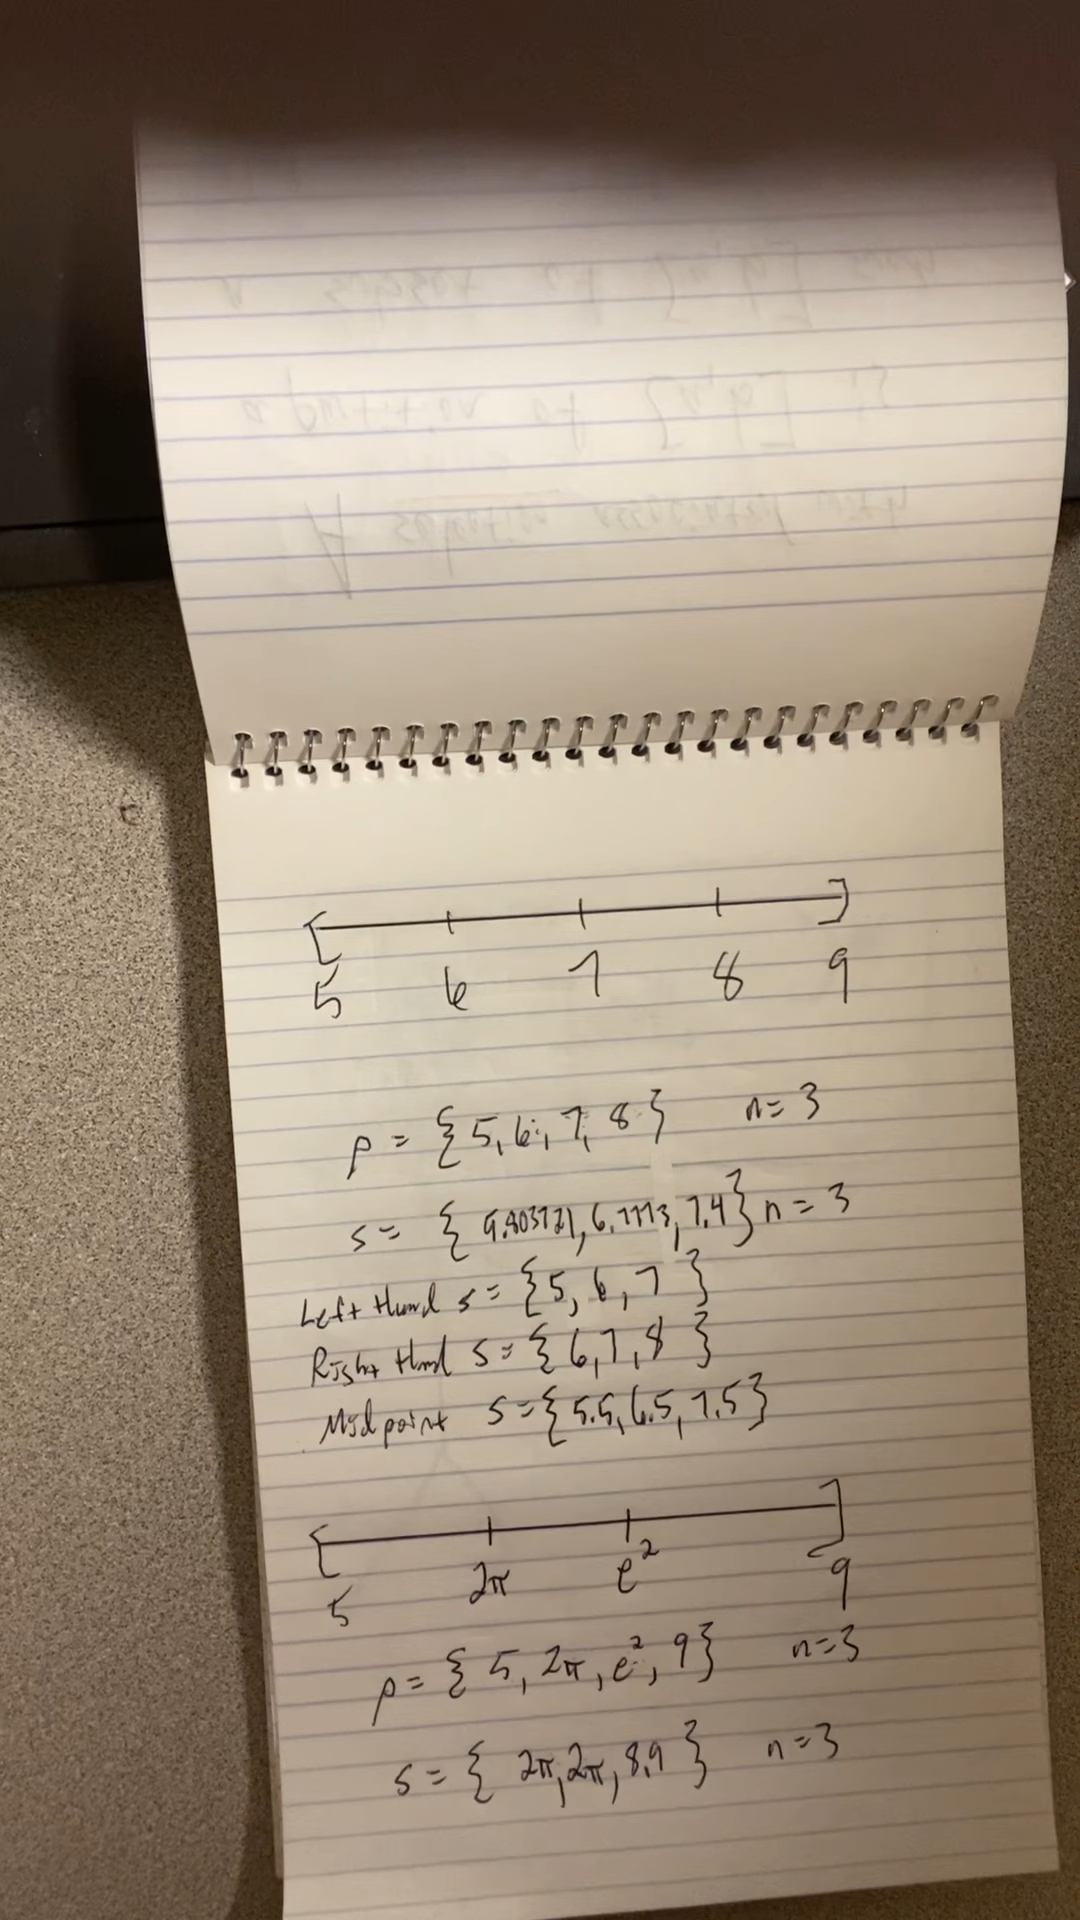 [ ]
5 6 7 8 9
p = {5, 6, 7, 8} n = 3
s = { 9.803721, 6.7773, 7.4} n = 3
Left Hand s = {5, 6, 7 }
Right Hand s = {6, 7, 8 }
Midpoint s = {5.5, 6.5, 7.5}
[ ]
5 2π e² 9
p = { 5, 2π, e², 9} n = 3
s = { 2π, 2π, 8.9 } n = 3